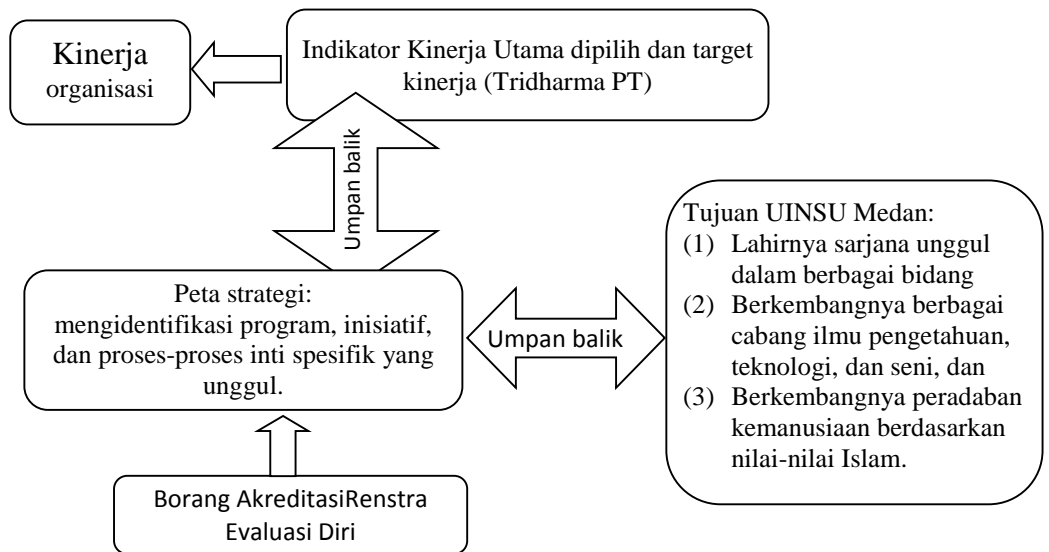 Kinerja
organisasi
Indikator Kinerja Utama dipilih dan target
kinerja (Tridharma PT)
Umpan balik
Peta strategi:
mengidentifikasi program, inisiatif,
dan proses-proses inti spesifik yang
unggul.
Umpan balik
Tujuan UINSU Medan:
(1) Lahirnya sarjana unggul
dalam berbagai bidang
(2) Berkembangnya berbagai
cabang ilmu pengetahuan,
teknologi, dan seni, dan
(3) Berkembangnya peradaban
kemanusiaan berdasarkan
nilai-nilai Islam.
Borang AkreditasiRenstra
Evaluasi Diri